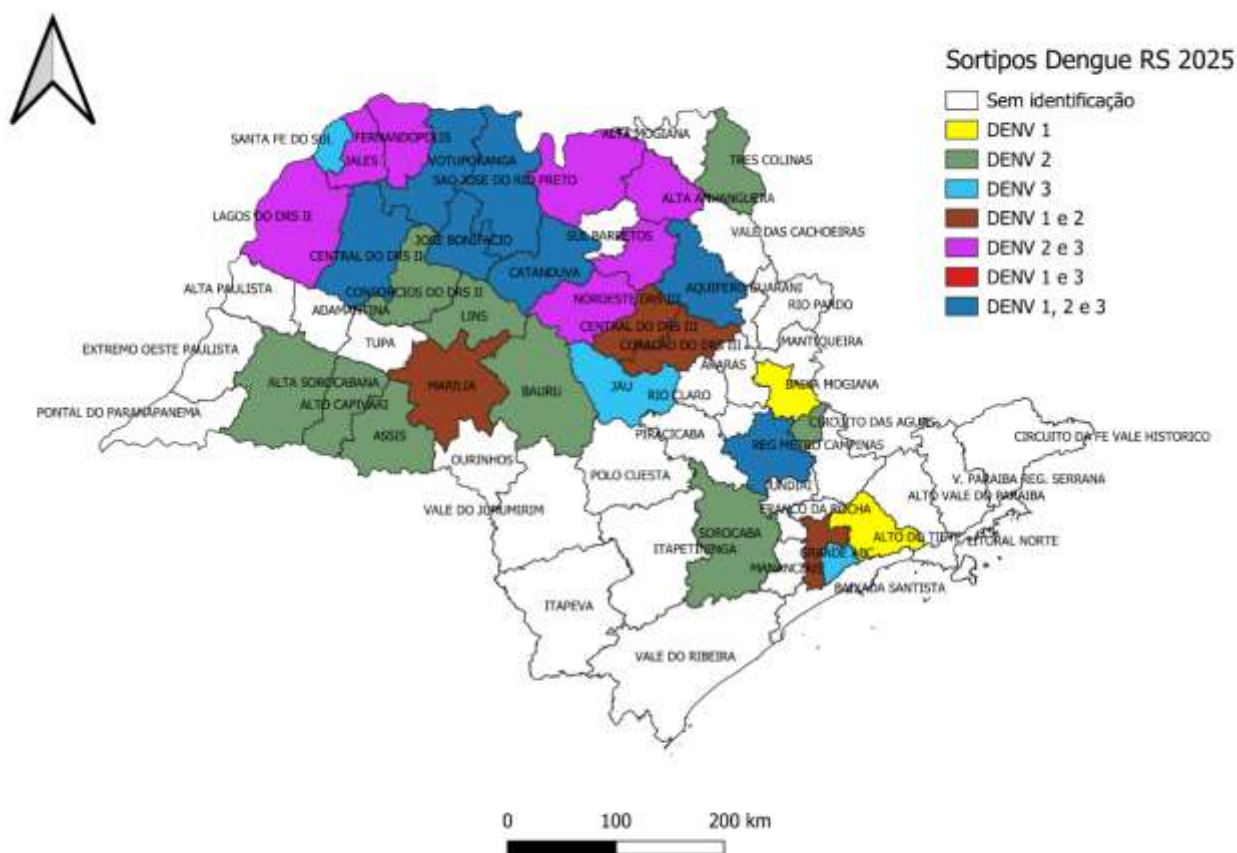 Sortipos Dengue RS 2025
Sem identificação
DENV 1
DENV 2
DENV 3
DENV 1 e 2
DENV 2 e 3
DENV 1 e 3
DENV 1, 2 e 3
SANTA FE DO SUL
FERNANDOPOLIS
JALES
VOTUPORANGA
ALTA MOGIANA
TRES COLINAS
SAO JOSE DO RIO PRETO
ALTA ANHANGUERA
LAGOS DO DRS II
JOSE BONIFACIO
SUL BARRETOS
VALE DAS CACHOEIRAS
CENTRAL DO DRS II
CATANDUVA
ALTA PAULISTA
CONSORCIOS DO DRS II
AQUIFERO GUARANI
NOROESTE DRS III
RIO PARDO
ADAMANTINA
LINS
CENTRAL DO DRS III
EXTREMO OESTE PAULISTA
TUPA
CORACAO DO DRS III
MANTIQUEIRA
ARARAS
ALTA SOROCABANA
MARILIA
BAURU
JAU
RIO CLARO
BAIXA MOGIANA
ALTO CAPIVARI
PONTAL DO PARANAPANEMA
ASSIS
PIRACICABA
CIRCUITO DAS AGUAS
REG METRO CAMPINAS
CIRCUITO DA FE VALE HISTORICO
OURINHOS
POLO CUESTA
JUNDIAI
V. PARAIBA REG. SERRANA
ALTO VALE DO PARAIBA
VALE DO JURUMIRIM
FRANCO DA ROCHA
SOROCABA
ALTO DO TIETE
LITORAL NORTE
ITAPETININGA
GRANDE ABC
MANANCIAIS
BAIXADA SANTISTA
ITAPEVA
VALE DO RIBEIRA
0 100 200 km